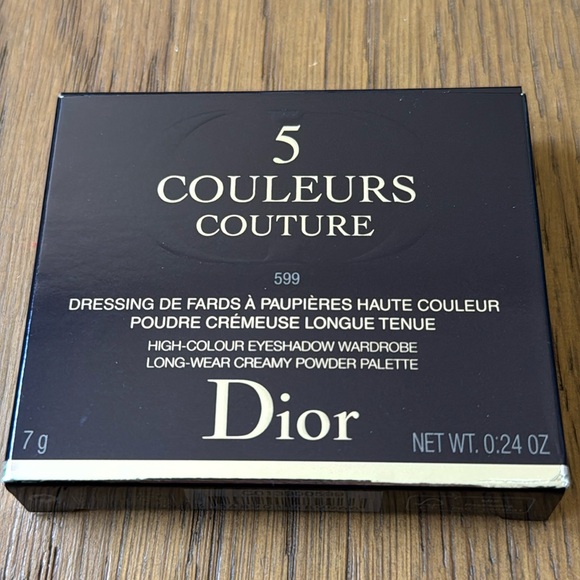 5
COULEURS
COUTURE
599
DRESSING DE FARDS À PAUPIÈRES HAUTE COULEUR
POUDRE CRÉMEUSE LONGUE TENUE
HIGH-COLOUR EYESHADOW WARDROBE
LONG-WEAR CREAMY POWDER PALETTE
Dior
7 g
NET WT. 0:24 OZ